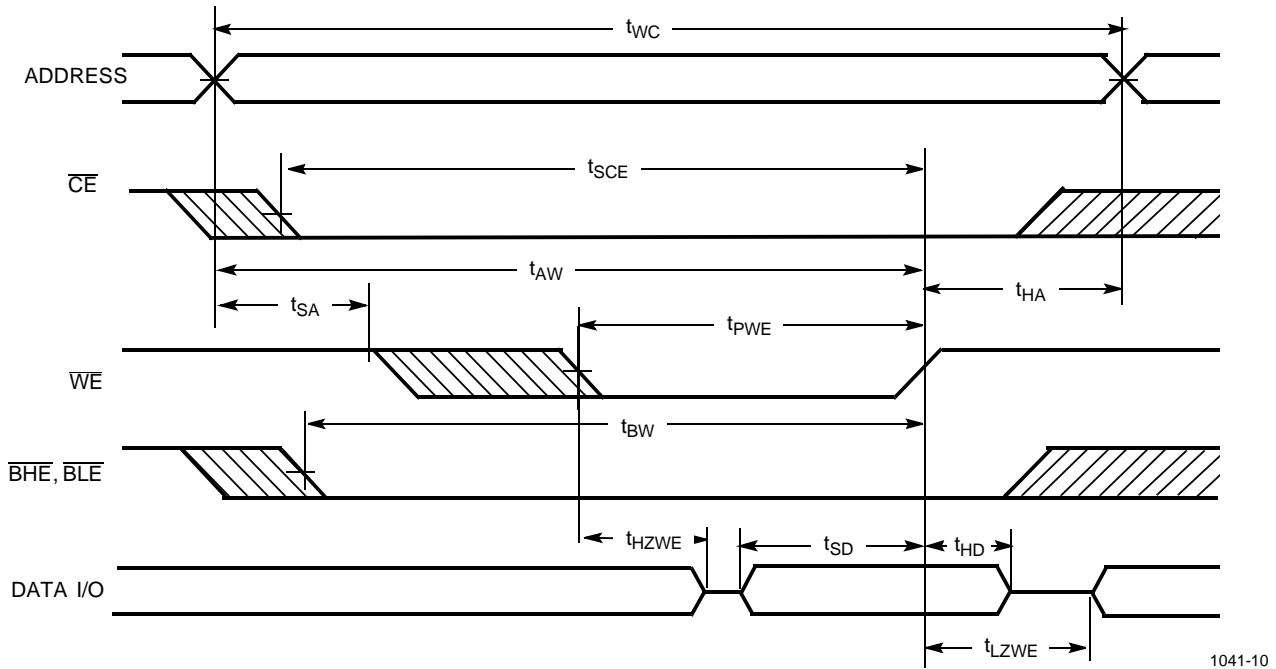 tWC
ADDRESS
tSCE
CE
tAW
tSA
tHA
tPWE
WE
tBW
BHE, BLE
tHZWE
tSD
tHD
DATA I/O
tLZWE
1041-10